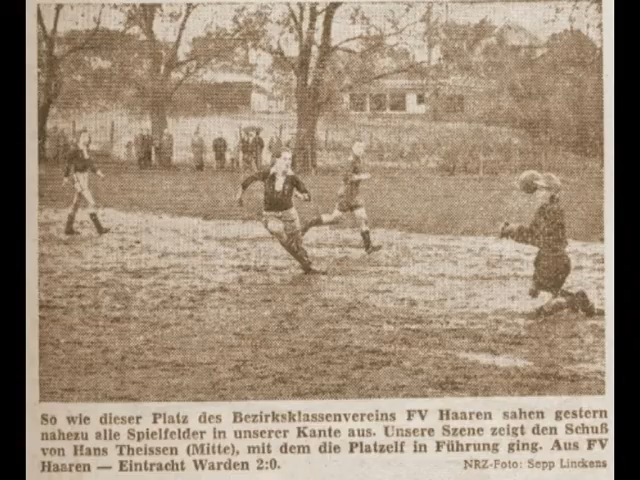 So wie dieser Platz des Bezirksklassenvereins FV Haaren sahen gestern
nahezu alle Spielfelder in unserer Kante aus. Unsere Szene zeigt den Schuß
von Hans Theissen (Mitte), mit dem die Platzelf in Führung ging. Aus FV
Haaren — Eintracht Warden 2:0.
NRZ-Foto: Sepp Linckens